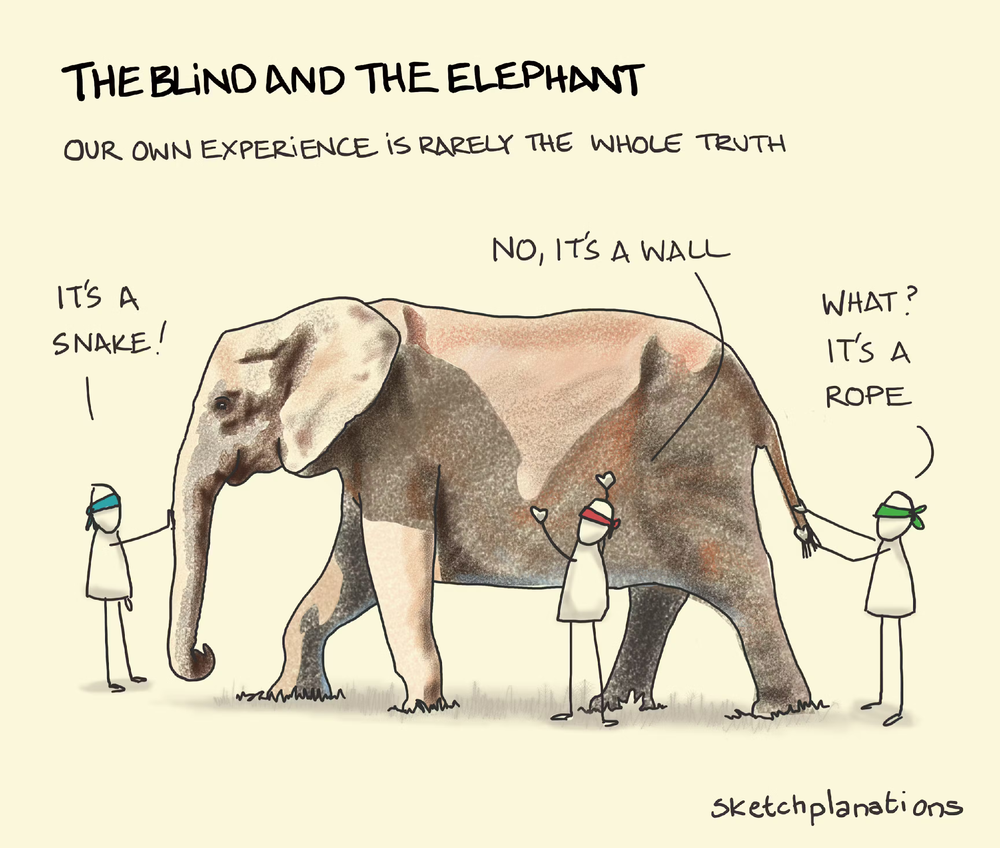 THE BLiND AND THE ELEPHANT
OUR OWN EXPERiENCE iS RARELY THE WHOLE TRUTH
NO, IT'S A WALL
IT'S A
SNAKE!
WHAT?
IT'S A
ROPE
sketchplanations